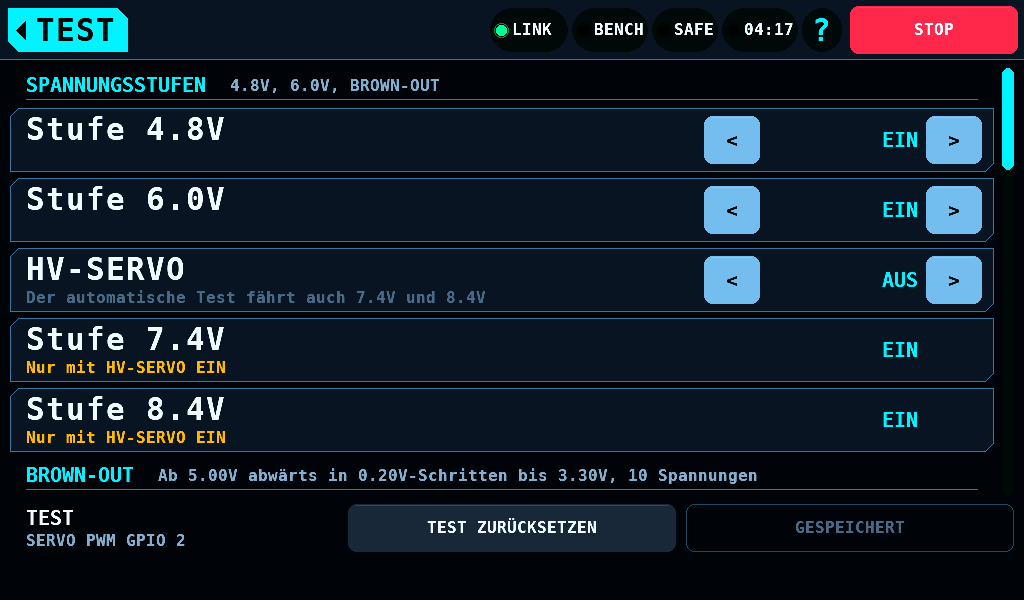 TEST
LINK BENCH SAFE 04:17 ? STOP
SPANNUNGSSTUFEN 4.8V, 6.0V, BROWN-OUT
Stufe 4.8V < EIN >
Stufe 6.0V < EIN >
HV-SERVO < AUS >
Der automatische Test fährt auch 7.4V und 8.4V
Stufe 7.4V EIN
Nur mit HV-SERVO EIN
Stufe 8.4V EIN
Nur mit HV-SERVO EIN
BROWN-OUT Ab 5.00V abwärts in 0.20V-Schritten bis 3.30V, 10 Spannungen
TEST
SERVO PWM GPIO 2
TEST ZURÜCKSETZEN
GESPEICHERT